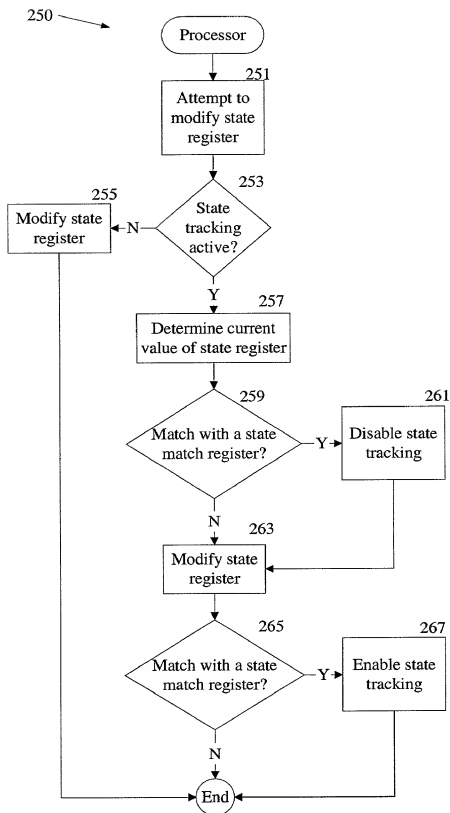 250
Processor
251
Attempt to
modify state
register
253
State
tracking
active?
N
255
Modify state
register
Y
257
Determine current
value of state register
259
Match with a state
match register?
Y
261
Disable state
tracking
N
263
Modify state
register
265
Match with a state
match register?
Y
267
Enable state
tracking
N
End